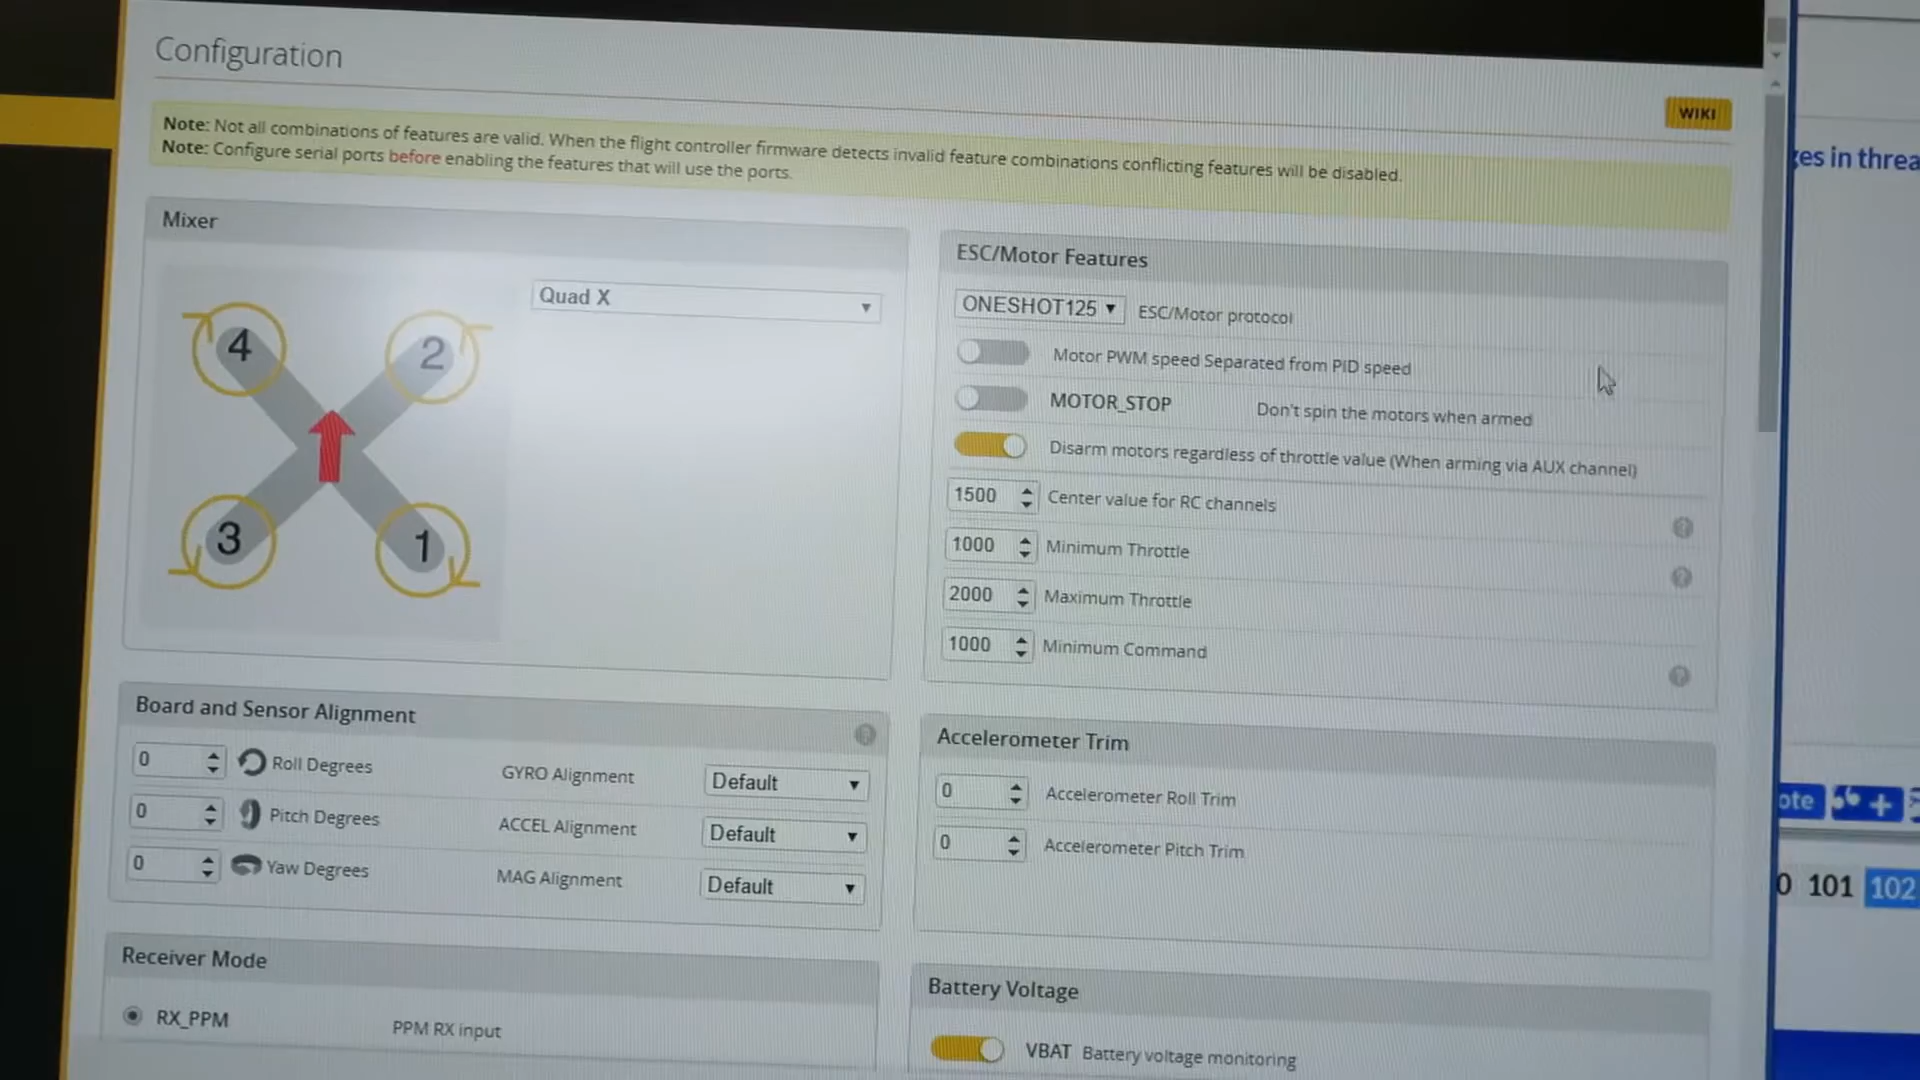 Configuration
WIKI
Note: Not all combinations of features are valid. When the flight controller firmware detects invalid feature combinations conflicting features will be disabled.
Note: Configure serial ports before enabling the features that will use the ports.
Mixer
Quad X
4
2
3
1
ESC/Motor Features
ONESHOT125 ESC/Motor protocol
Motor PWM speed Separated from PID speed
MOTOR_STOP Don't spin the motors when armed
Disarm motors regardless of throttle value (When arming via AUX channel)
1500 Center value for RC channels
1000 Minimum Throttle
2000 Maximum Throttle
1000 Minimum Command
Board and Sensor Alignment
0 Roll Degrees GYRO Alignment Default
0 Pitch Degrees ACCEL Alignment Default
0 Yaw Degrees MAG Alignment Default
Accelerometer Trim
0 Accelerometer Roll Trim
0 Accelerometer Pitch Trim
Receiver Mode
RX_PPM PPM RX input
Battery Voltage
VBAT Battery voltage monitoring
es in threa
ote
0 101 102